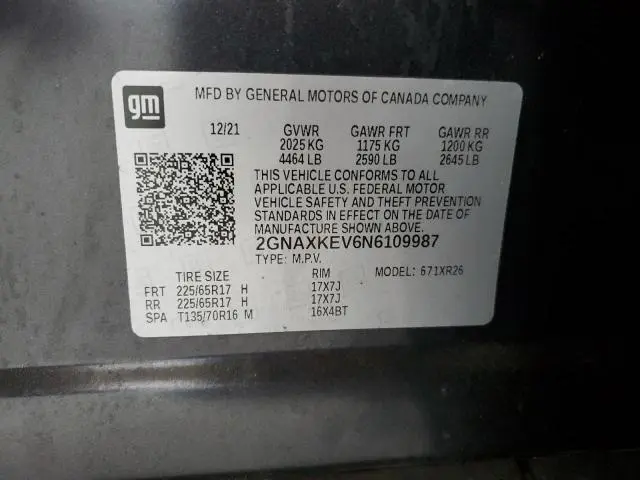 gm
MFD BY GENERAL MOTORS OF CANADA COMPANY
12/21 GVWR GAWR FRT GAWR RR
2025 KG 1175 KG 1200 KG
4464 LB 2590 LB 2645 LB
THIS VEHICLE CONFORMS TO ALL
APPLICABLE U.S. FEDERAL MOTOR
VEHICLE SAFETY AND THEFT PREVENTION
STANDARDS IN EFFECT ON THE DATE OF
MANUFACTURE SHOWN ABOVE.
2GNAXKEV6N6109987
TYPE: M.P.V. MODEL: 671XR26
TIRE SIZE RIM
FRT 225/65R17 H 17X7J
RR 225/65R17 H 17X7J
SPA T135/70R16 M 16X4BT